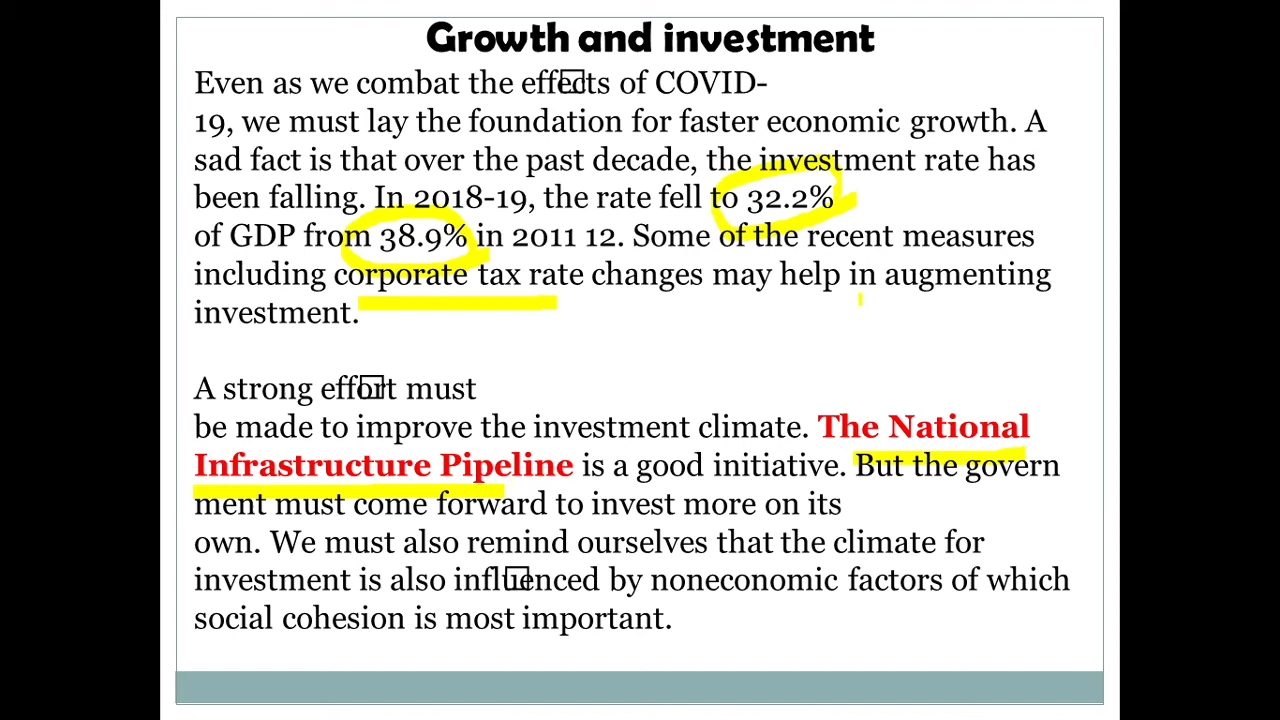 Growth and investment
Even as we combat the effects of COVID-
19, we must lay the foundation for faster economic growth. A
sad fact is that over the past decade, the investment rate has
been falling. In 2018-19, the rate fell to 32.2%
of GDP from 38.9% in 2011 12. Some of the recent measures
including corporate tax rate changes may help in augmenting
investment.
A strong effort must
be made to improve the investment climate. The National
Infrastructure Pipeline is a good initiative. But the govern
ment must come forward to invest more on its
own. We must also remind ourselves that the climate for
investment is also influenced by noneconomic factors of which
social cohesion is most important.